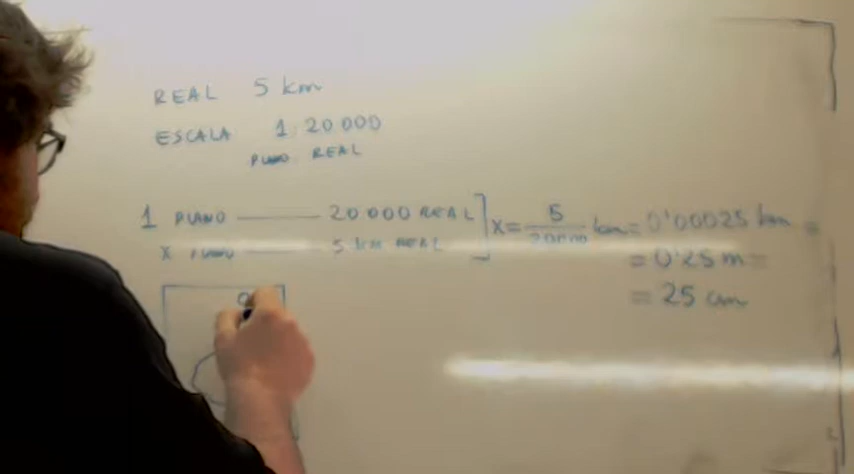 REAL 5 km
ESCALA 1 20 000
PLANO REAL
1 PLANO 20 000 REAL
X PLANO 5 km REAL
X = 5 / 20000 km = 0'00025 km =
= 0'25 m =
= 25 cm